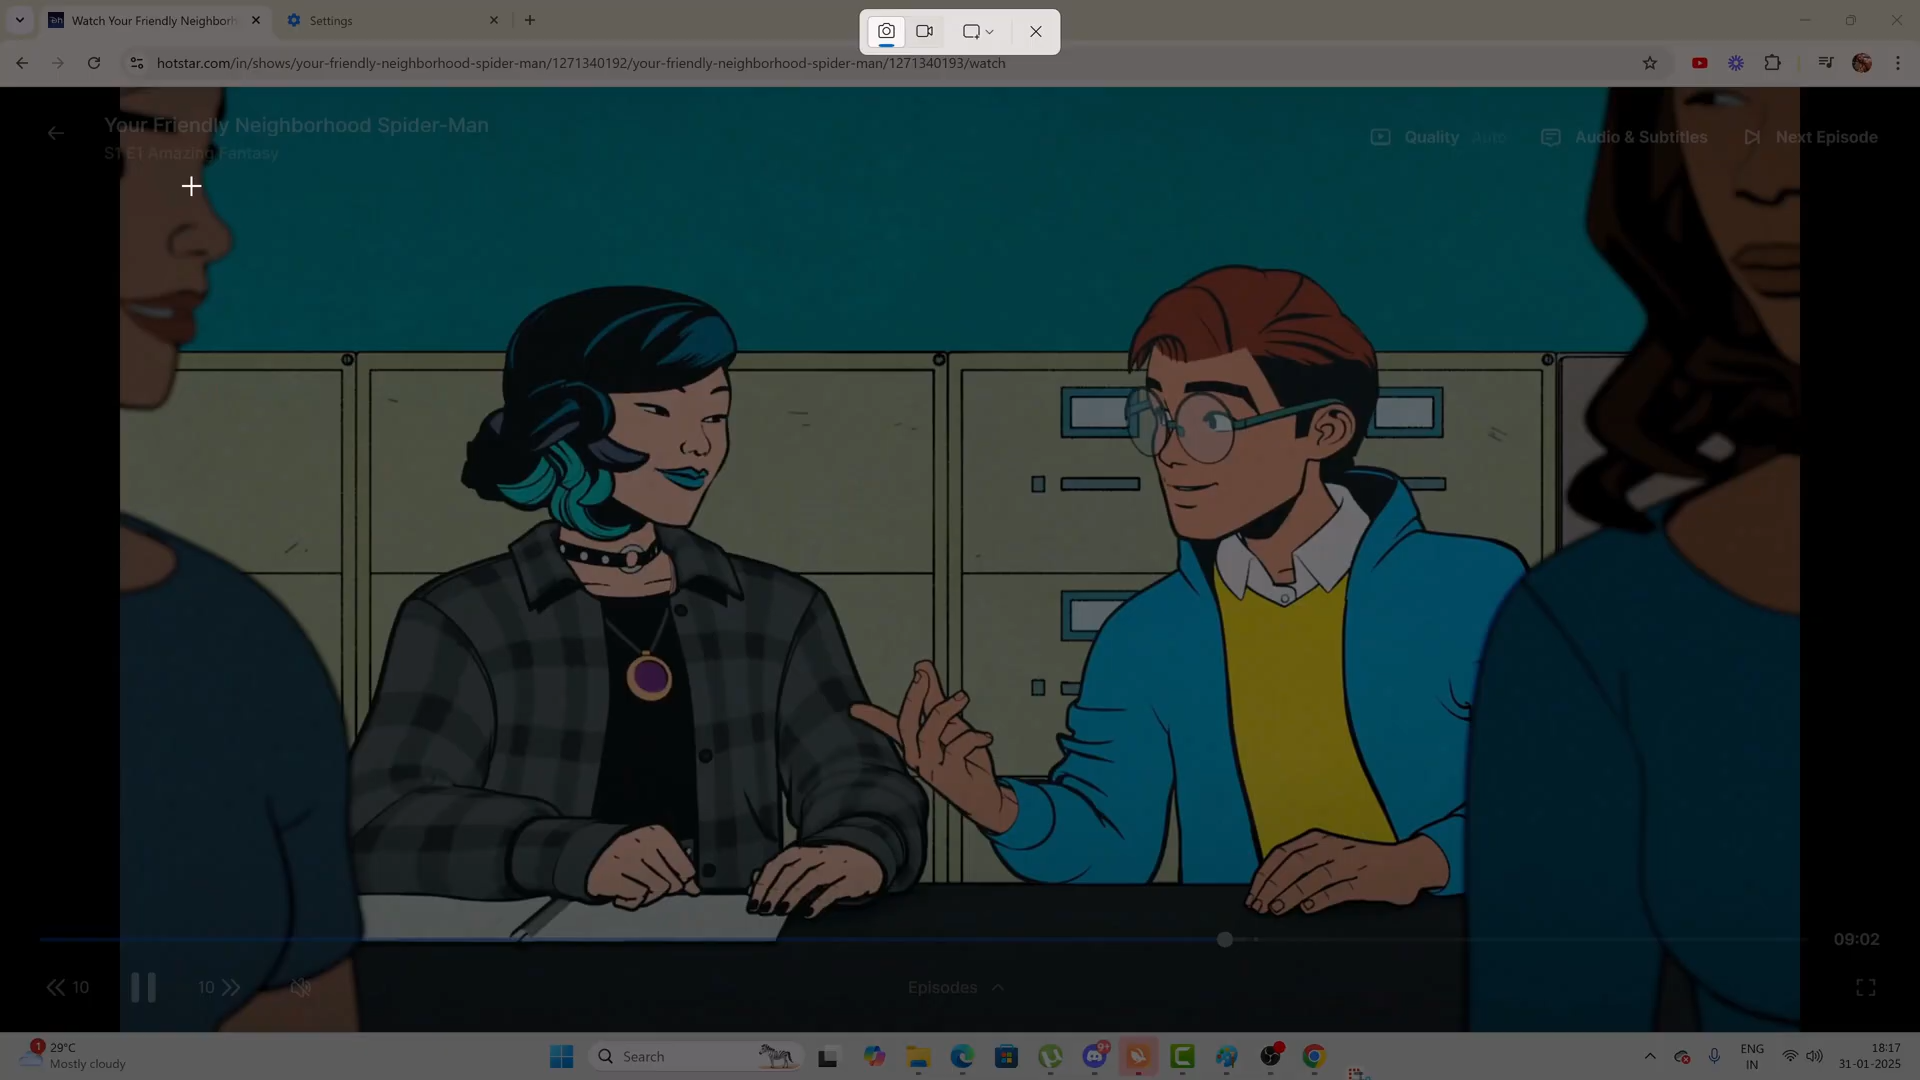 Watch Your Friendly Neighborh
Settings
hotstar.com/in/shows/your-friendly-neighborhood-spider-man/1271340192/your-friendly-neighborhood-spider-man/1271340193/watch
Your Friendly Neighborhood Spider-Man
S1 E1 Amazing Fantasy
Quality Auto
Audio & Subtitles
Next Episode
09:02
10
10
Episodes
1
29°C
Mostly cloudy
Search
9+
ENG
IN
18:17
31-01-2025